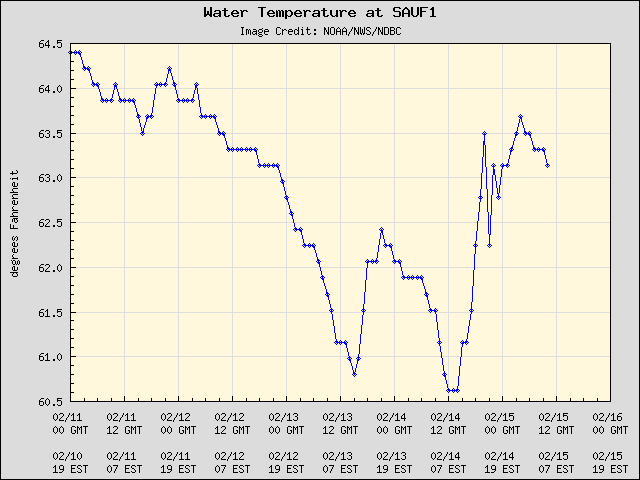 Water Temperature at SAUF1
Image Credit: NOAA/NWS/NDBC
degrees Fahrenheit
64.5
64.0
63.5
63.0
62.5
62.0
61.5
61.0
60.5
02/11 02/11 02/12 02/12 02/13 02/13 02/14 02/14 02/15 02/15 02/16
00 GMT 12 GMT 00 GMT 12 GMT 00 GMT 12 GMT 00 GMT 12 GMT 00 GMT 12 GMT 00 GMT
02/10 02/11 02/11 02/12 02/12 02/13 02/13 02/14 02/14 02/15 02/15
19 EST 07 EST 19 EST 07 EST 19 EST 07 EST 19 EST 07 EST 19 EST 07 EST 19 EST